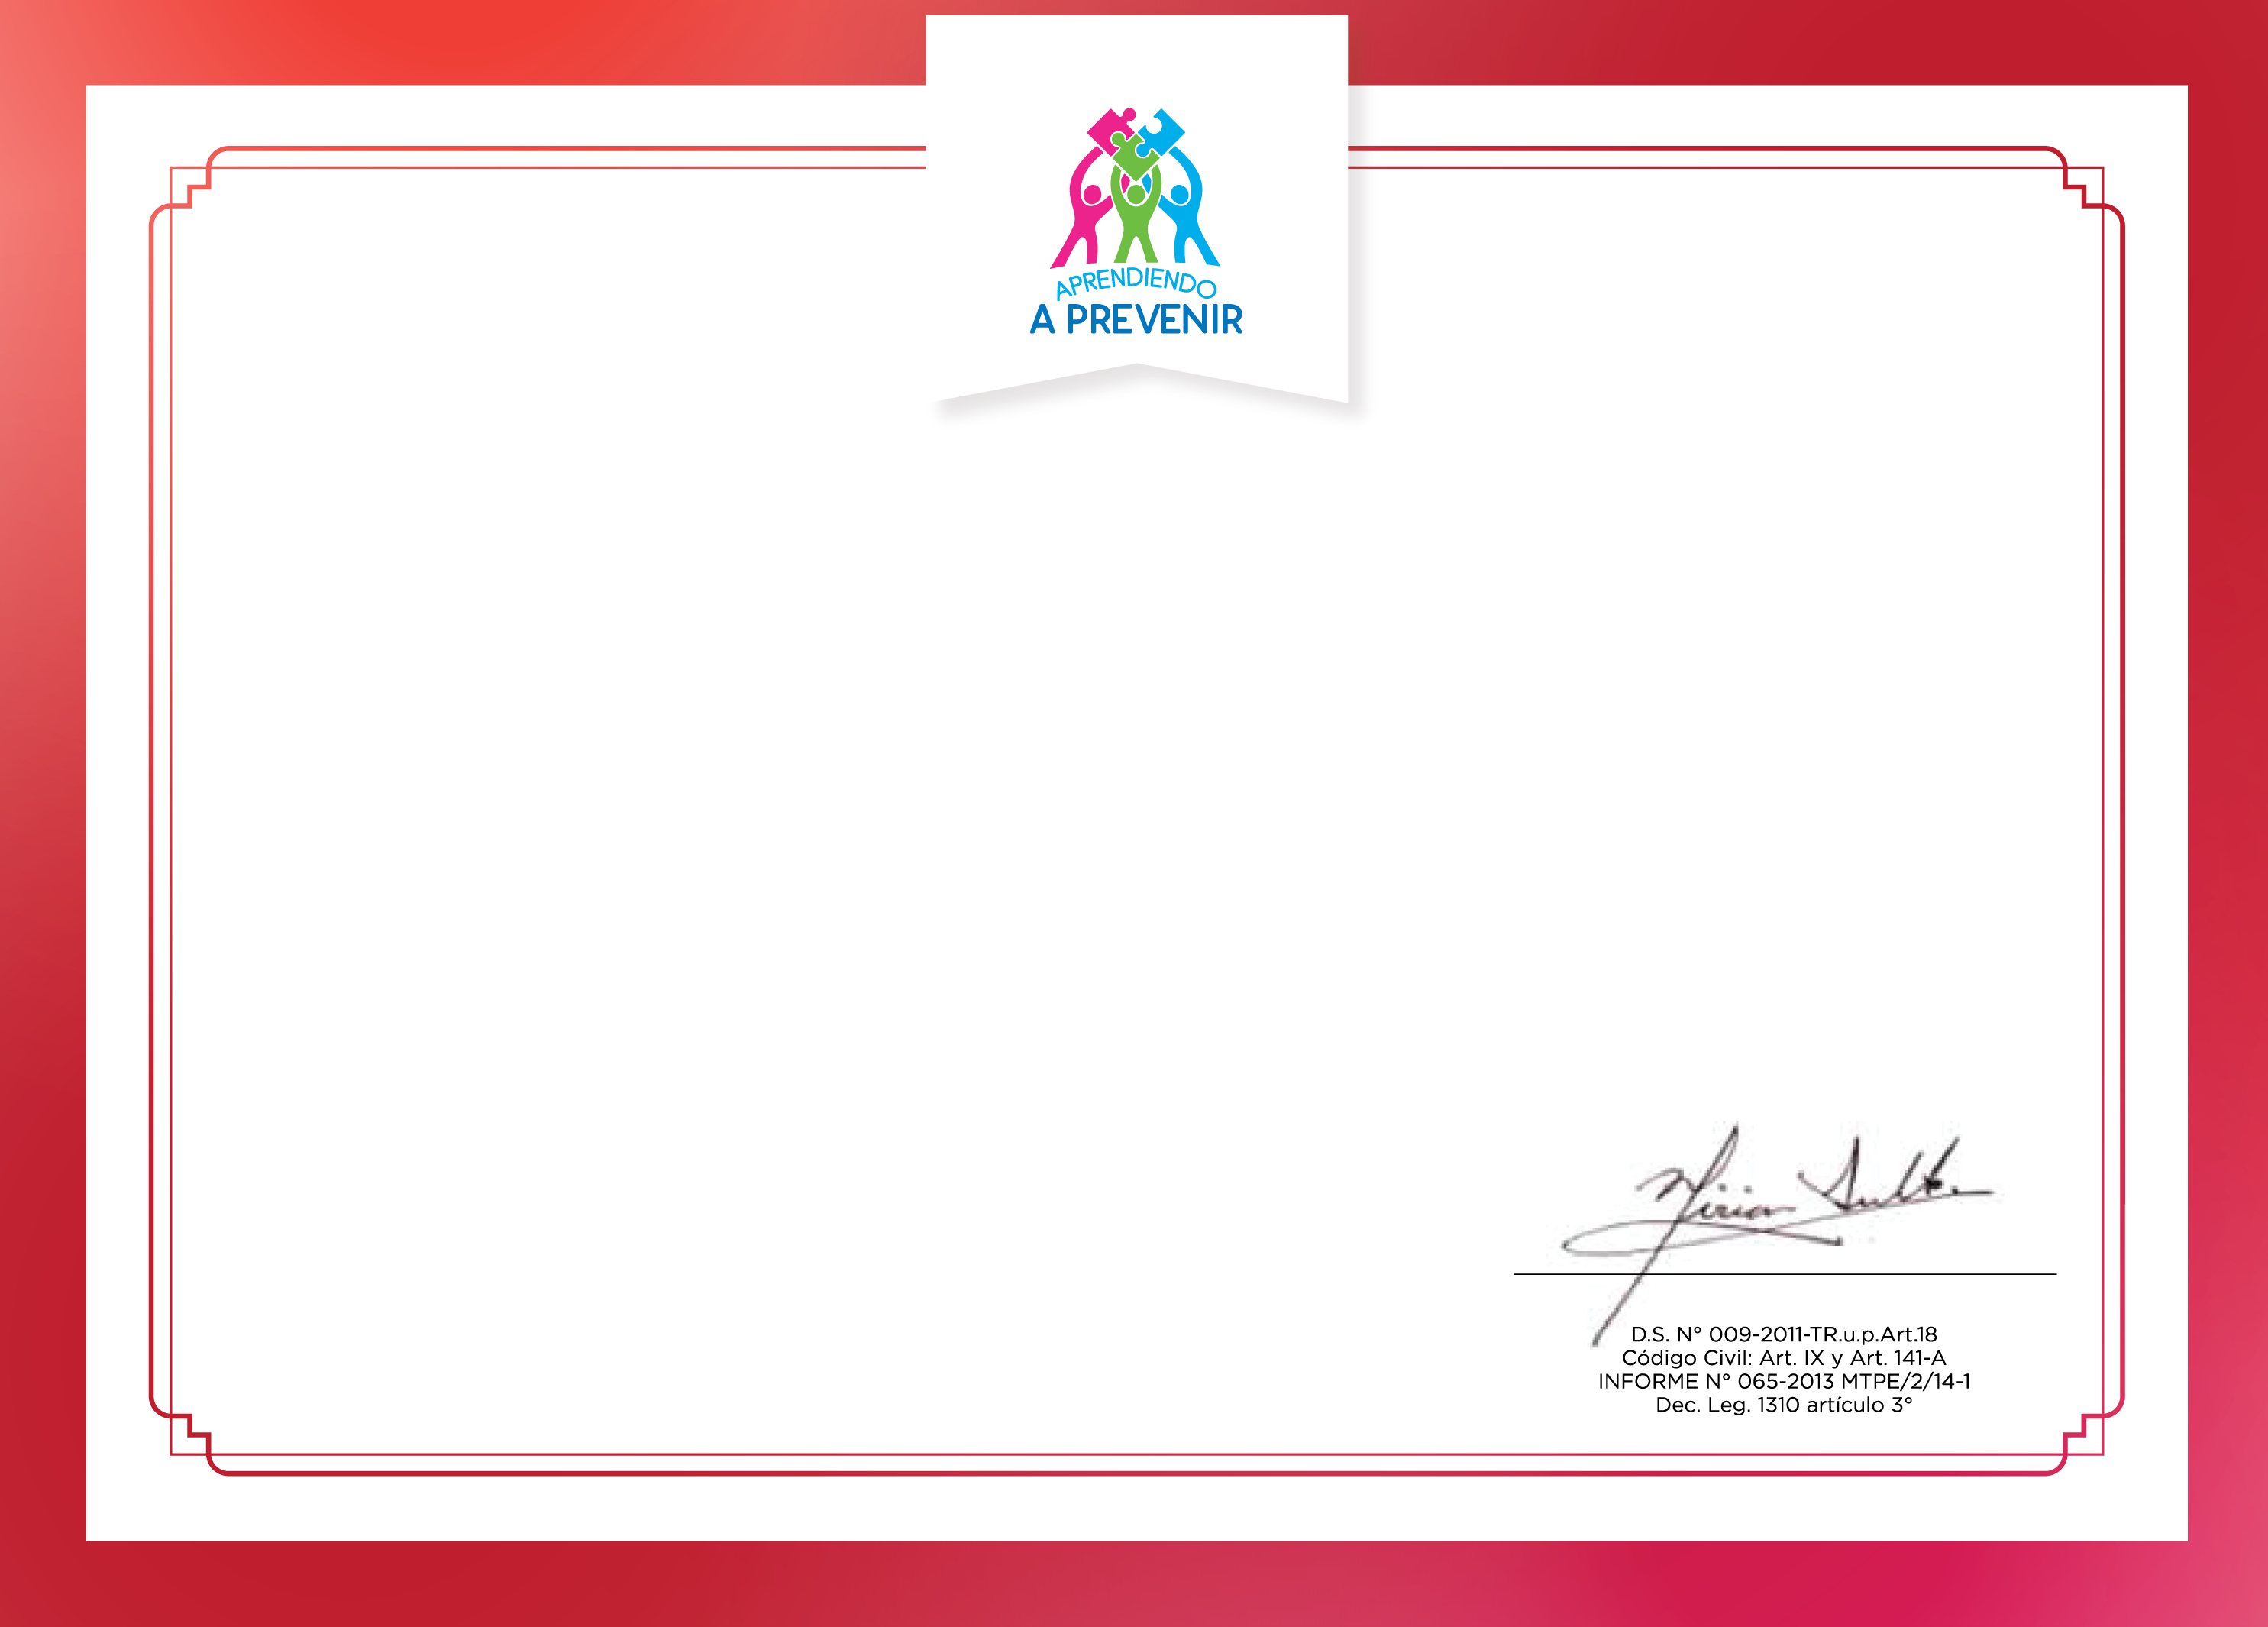 APRENDIENDO
A PREVENIR
Mirian
D.S. N° 009-2011-TR.u.p.Art.18
Código Civil: Art. IX y Art. 141-A
INFORME N° 065-2013 MTPE/2/14-1
Dec. Leg. 1310 artículo 3°